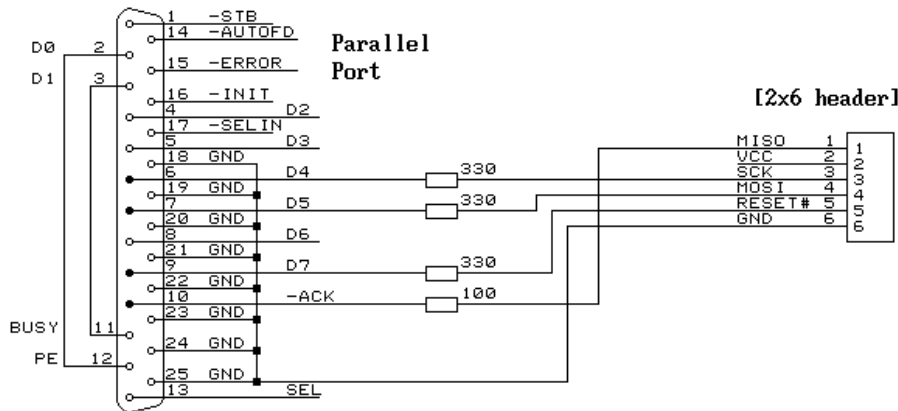 1 -STB
14 -AUTOFD
Parallel
Port
D0 2
15 -ERROR
D1 3
16 -INIT
[2x6 header]
4 D2
17 -SELIN
5 D3
MISO 1 1
18 GND
VCC 2 2
6 D4 330
SCK 3 3
19 GND
MOSI 4 4
7 D5 330
RESET# 5 5
20 GND
GND 6 6
8 D6
21 GND
9 D7 330
22 GND
10 -ACK 100
23 GND
BUSY 11
24 GND
PE 12
25 GND
13 SEL